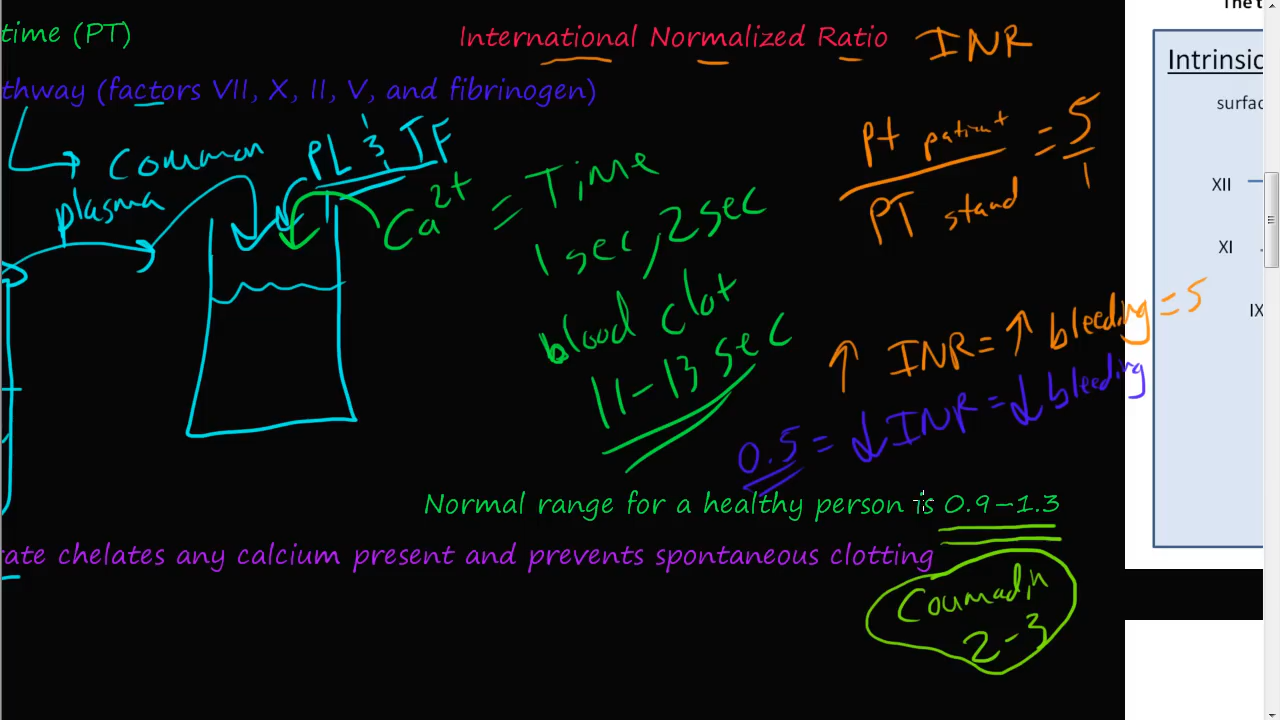 The t
time (PT)
International Normalized Ratio INR
thway (factors VII, X, II, V, and fibrinogen)
Intrinsic
surfac
Common
PL & TF
plasma
Ca2+
= Time
1 sec, 2 sec
blood clot
11-13 sec
Pt patient
PT stand
= 5
1
XII
XI
IX
↑ INR = ↑ bleeding = 5
0.5 = ↓ INR = ↓ bleeding
Normal range for a healthy person is 0.9–1.3
rate chelates any calcium present and prevents spontaneous clotting
Coumadin
2-3